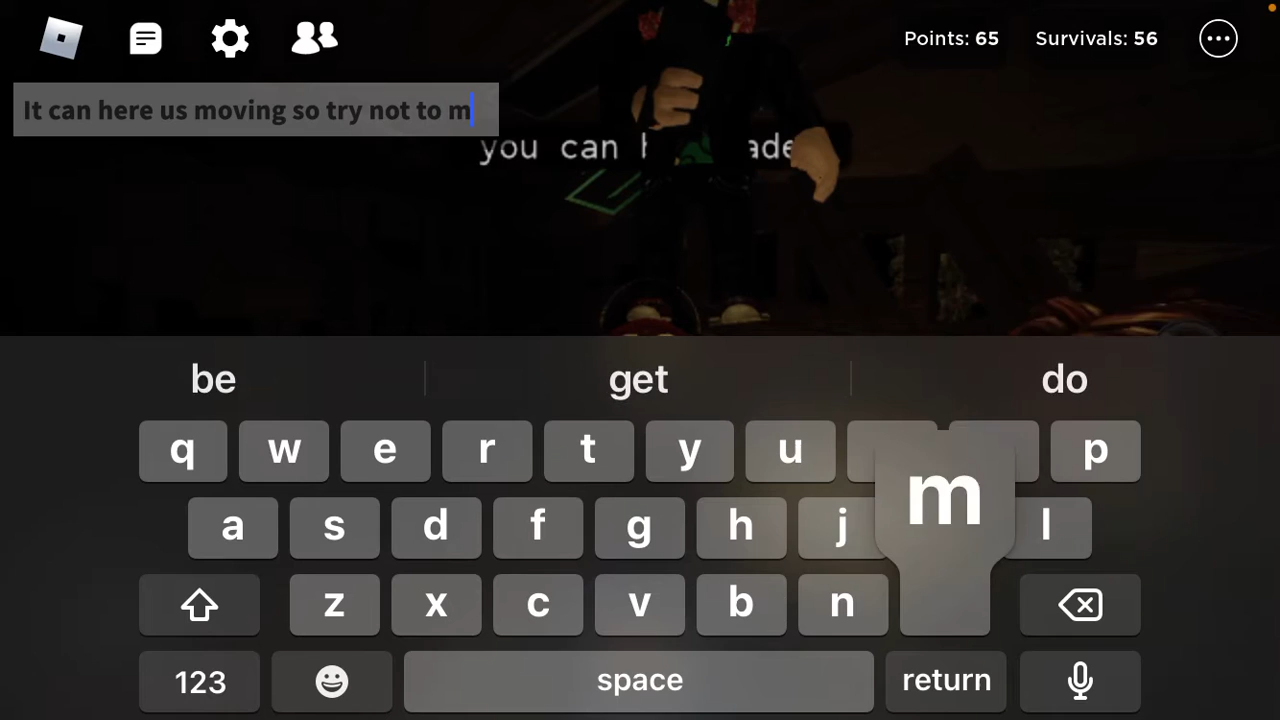 Points: 65 Survivals: 56
It can here us moving so try not to m
you can
be get do
q w e r t y u p
a s d f g h j l
m
z x c v b n
123 space return